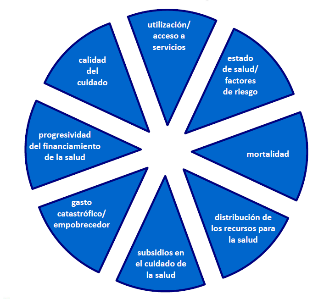 utilización/
acceso a
servicios
estado
de salud/
factores
de riesgo
mortalidad
distribución de
los recursos para
la salud
subsidios en
el cuidado de
la salud
gasto
catastrófico/
empobrecedor
progresividad
del financiamiento
de la salud
calidad
del
cuidado